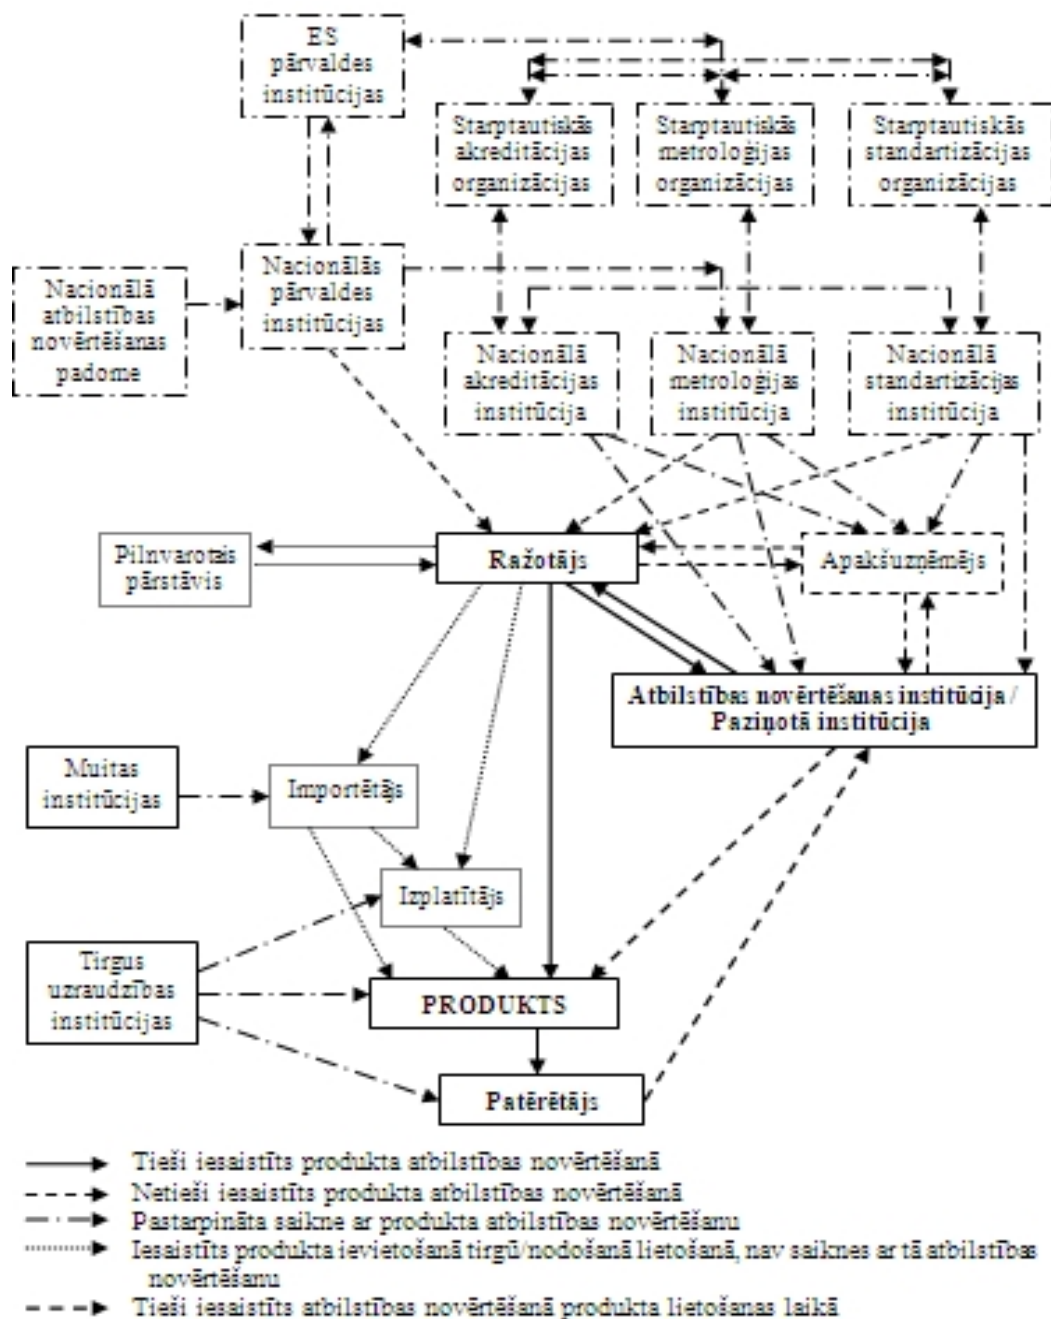 ES
pārvaldes
institūcijas
Starptautiskās
akreditācijas
organizācijas
Starptautiskās
metroloģijas
organizācijas
Starptautiskās
standartizācijas
organizācijas
Nacionālā
atbilstības
novērtēšanas
padome
Nacionālās
pārvaldes
institūcijas
Nacionālā
akreditācijas
institūcija
Nacionālā
metroloģijas
institūcija
Nacionālā
standartizācijas
institūcija
Pilnvarotais
pārstāvis
Ražotājs
Apakšuzņēmējs
Atbilstības novērtēšanas institūcija /
Paziņotā institūcija
Muitas
institūcijas
Importētājs
Izplatītājs
Tirgus
uzraudzības
institūcijas
PRODUKTS
Patērētājs
Tieši iesaistīts produkta atbilstības novērtēšanā
Netieši iesaistīts produkta atbilstības novērtēšanā
Pastarpināta saikne ar produkta atbilstības novērtēšanu
Iesaistīts produkta ievietošanā tirgū/nodošanā lietošanā, nav saiknes ar tā atbilstības
novērtēšanu
Tieši iesaistīts atbilstības novērtēšanā produkta lietošanas laikā